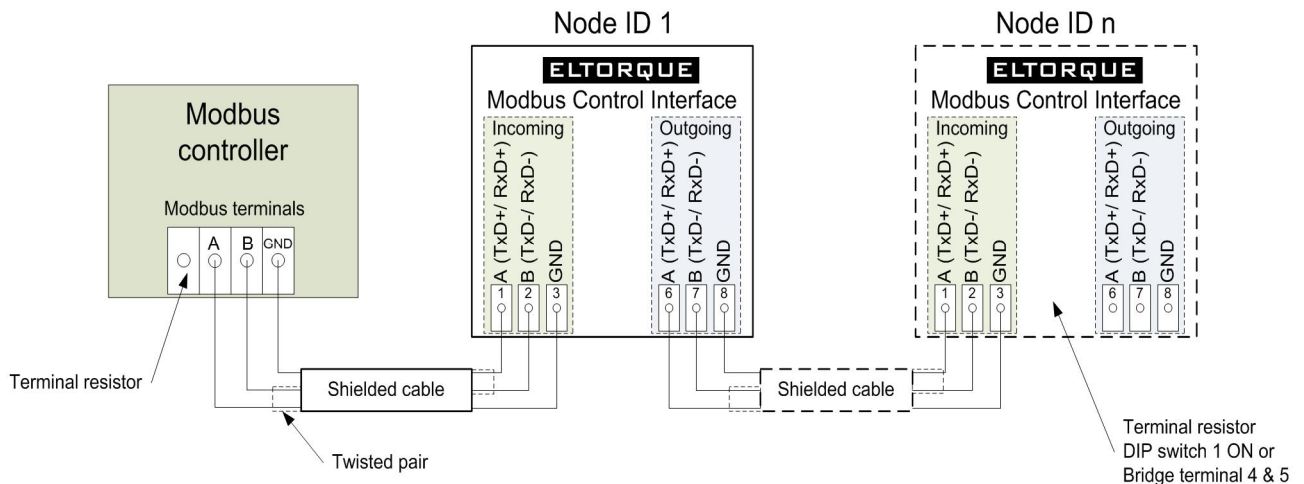 Node ID 1
Node ID n
ELTORQUE
Modbus Control Interface
Incoming
Outgoing
A (TxD+/ RxD+)
B (TxD-/ RxD-)
GND
A (TxD+/ RxD+)
B (TxD-/ RxD-)
GND
1
2
3
6
7
8
ELTORQUE
Modbus Control Interface
Incoming
Outgoing
A (TxD+/ RxD+)
B (TxD-/ RxD-)
GND
A (TxD+/ RxD+)
B (TxD-/ RxD-)
GND
1
2
3
6
7
8
Modbus
controller
Modbus terminals
A
B
GND
Terminal resistor
Shielded cable
Twisted pair
Shielded cable
Terminal resistor
DIP switch 1 ON or
Bridge terminal 4 & 5